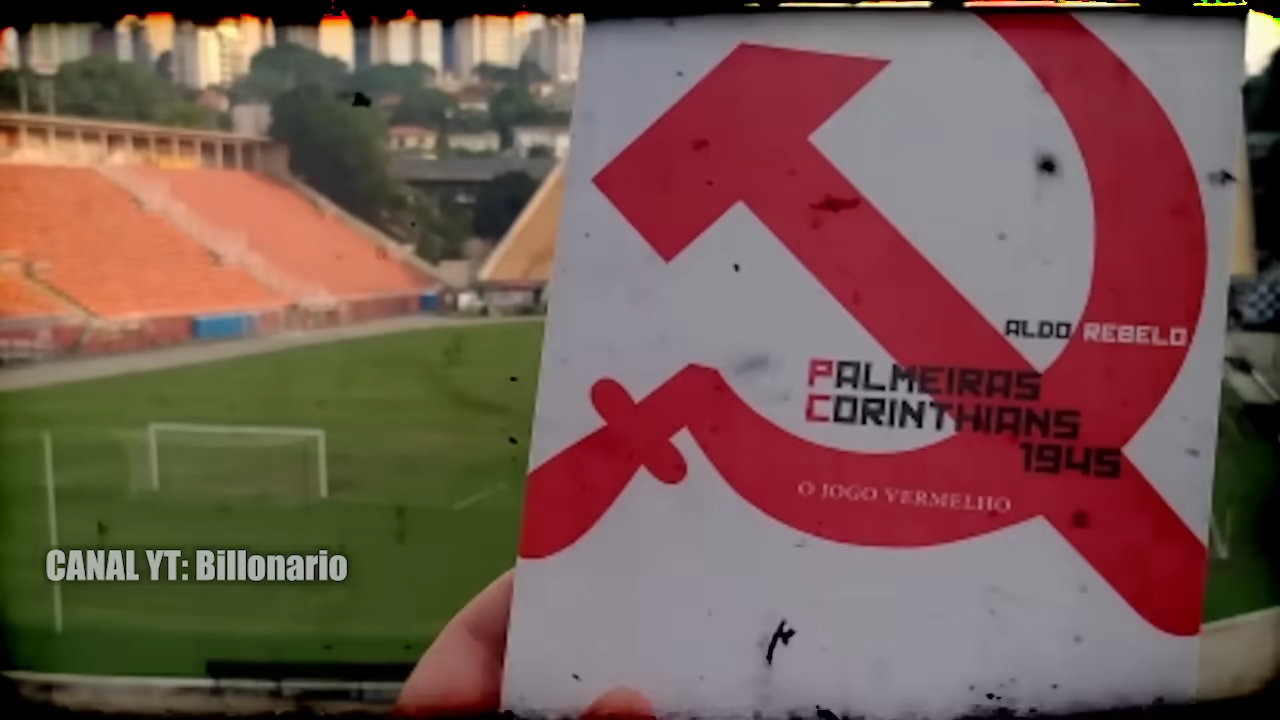 ALDO REBELO
PALMEIRAS
CORINTHIANS
1945
O JOGO VERMELHO
CANAL YT: Billonario